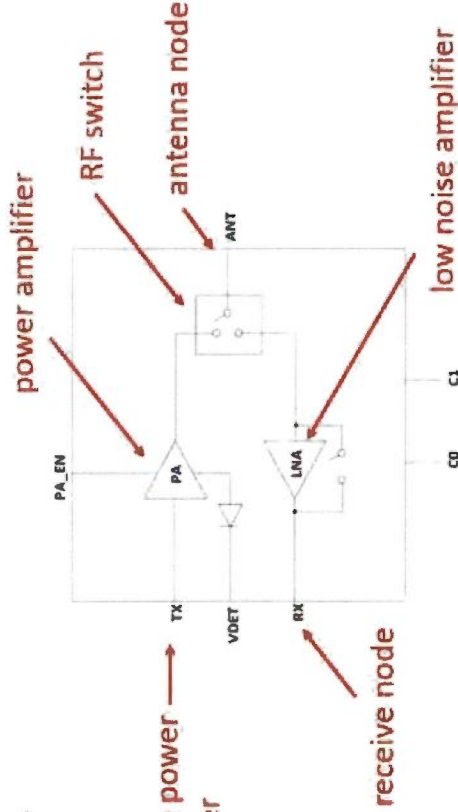 power amplifier
RF switch
antenna node
PA_EN
PA
TX
ANT
VDET
power
er
RX
LNA
receive node
C0
C1
low noise amplifier